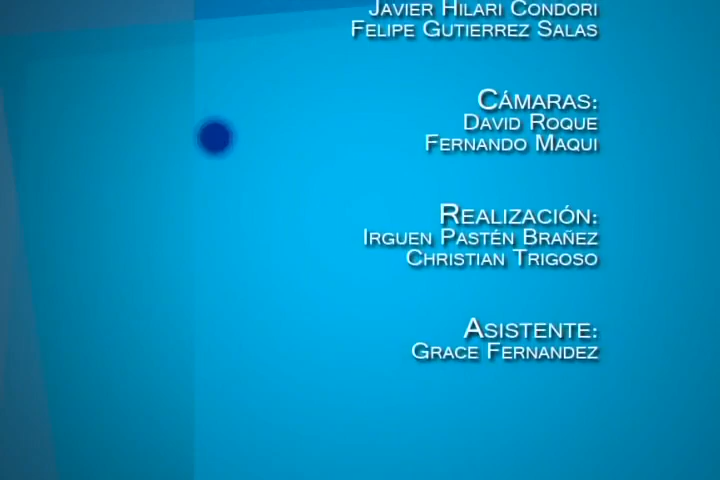 Javier Hilari Condori
Felipe Gutierrez Salas
Cámaras:
David Roque
Fernando Maqui
Realización:
Irguen Pastén Brañez
Christian Trigoso
Asistente:
Grace Fernandez